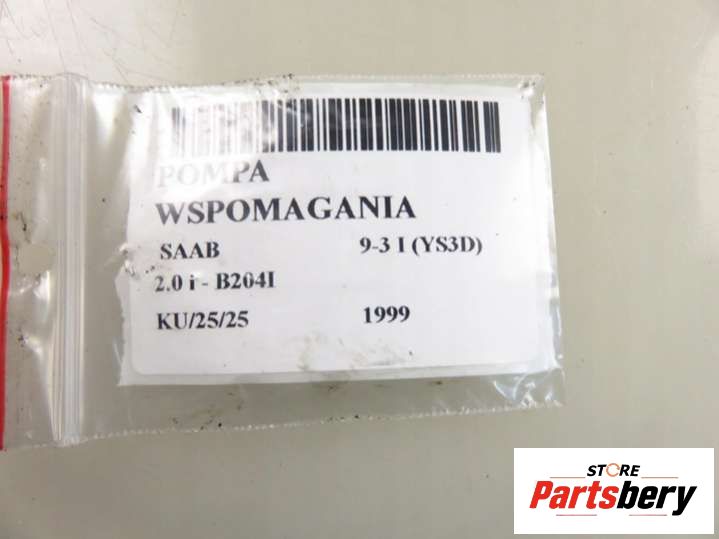 POMPA
WSPOMAGANIA
SAAB 9-3 I (YS3D)
2.0 i - B204I
KU/25/25 1999
STORE
Partsbery